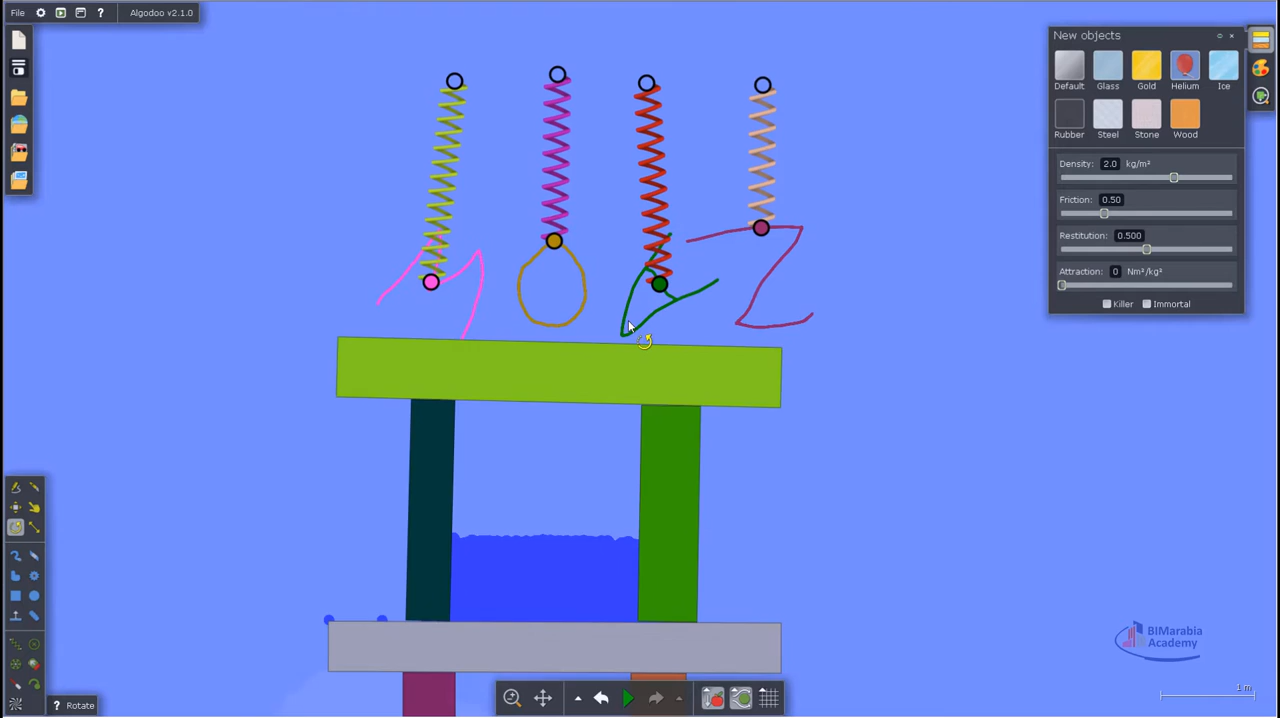 File ? Algodoo v2.1.0
New objects
Default Glass Gold Helium Ice
Rubber Steel Stone Wood
Density: 2.0 kg/m²
Friction: 0.50
Restitution: 0.500
Attraction: 0 Nm²/kg²
Killer Immortal
BIMarabia
Academy
1 m
? Rotate